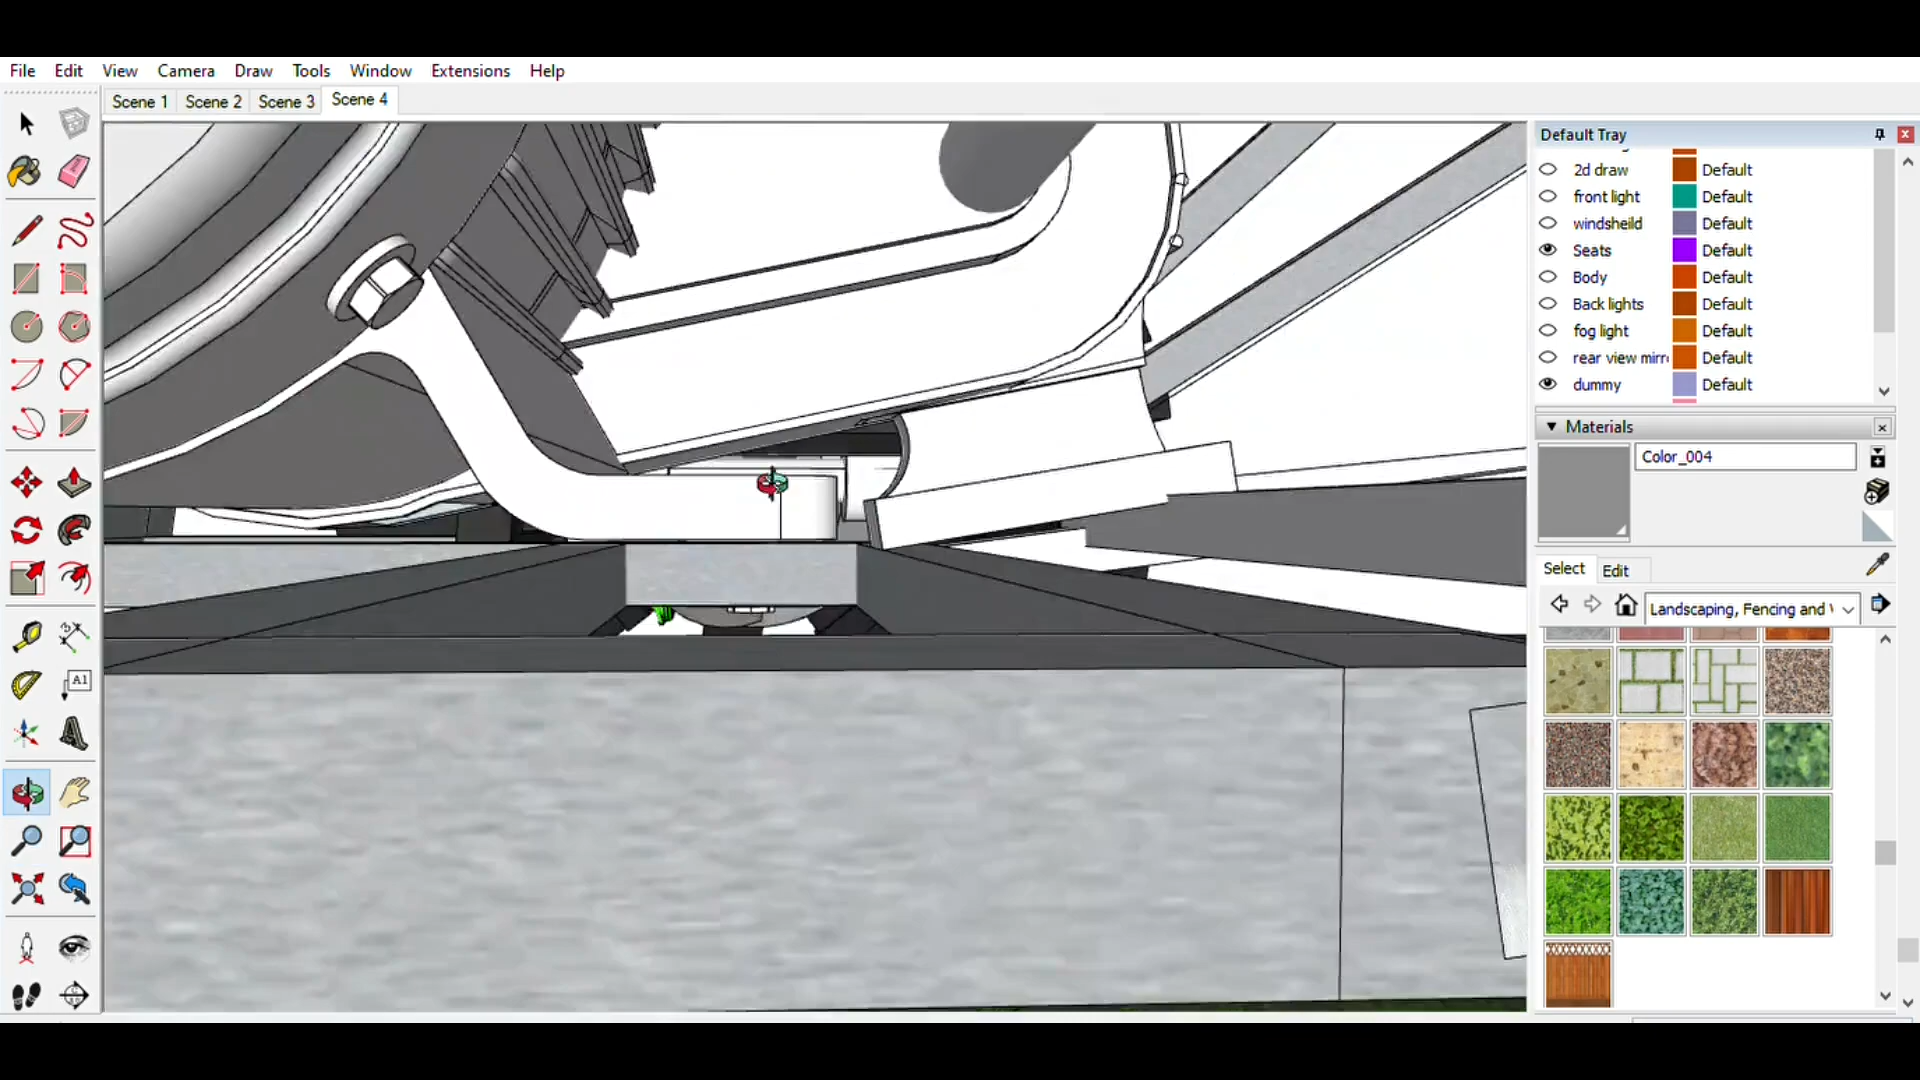 File Edit View Camera Draw Tools Window Extensions Help
Scene 1 Scene 2 Scene 3 Scene 4
Default Tray
2d draw Default
front light Default
windsheild Default
Seats Default
Body Default
Back lights Default
fog light Default
rear view mirr Default
dummy Default
Materials
Color_004
Select Edit
Landscaping, Fencing and
A1